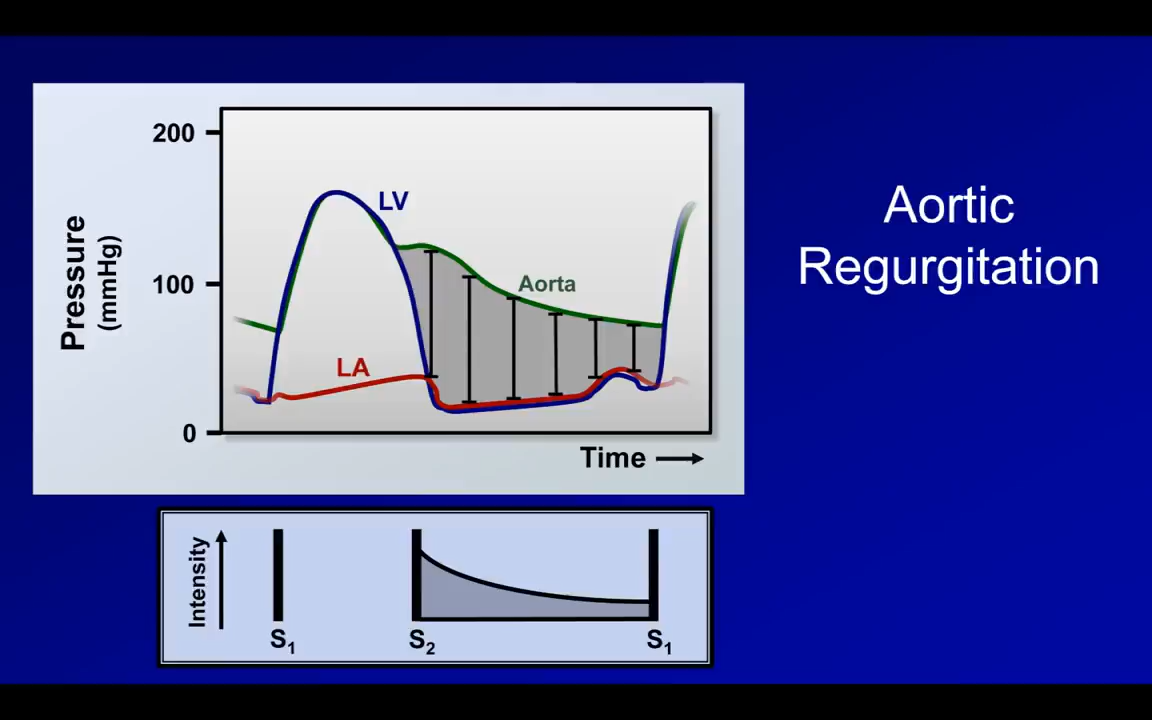 200
LV
Aortic
Regurgitation
Pressure
(mmHg)
100
Aorta
LA
0
Time
Intensity
S₁
S₂
S₁